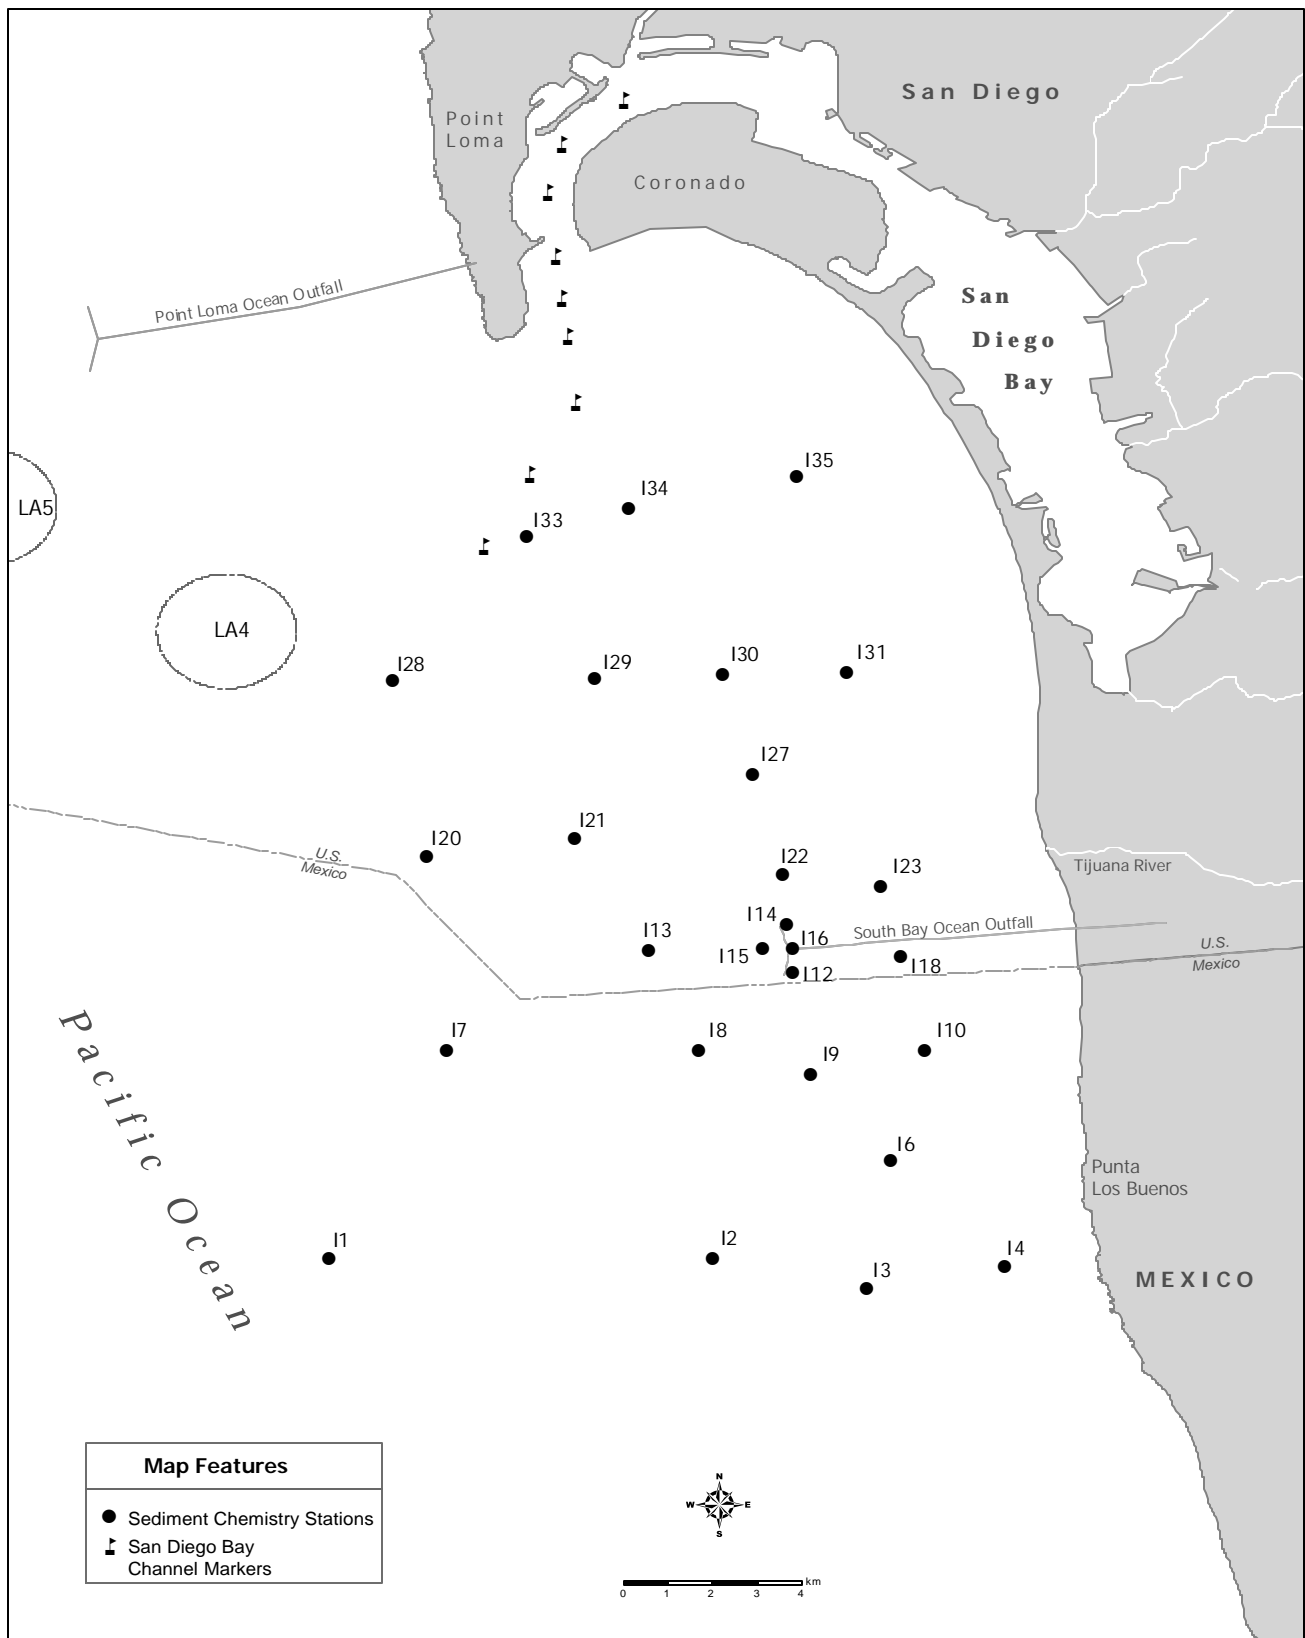 San Diego
Point
Loma
Coronado
Point Loma Ocean Outfall
San
Diego
Bay
I35
I34
LA5
I33
LA4
I28
I29
I30
I31
I27
I21
I20
U.S.
Mexico
I22
I23
Tijuana River
I14
I13
I15
I16
South Bay Ocean Outfall
I18
I12
U.S.
Mexico
Pacific Ocean
I7
I8
I9
I10
I6
Punta
Los Buenos
I1
I2
I3
I4
MEXICO
Map Features
Sediment Chemistry Stations
San Diego Bay
Channel Markers
N
W E
S
km
0 1 2 3 4